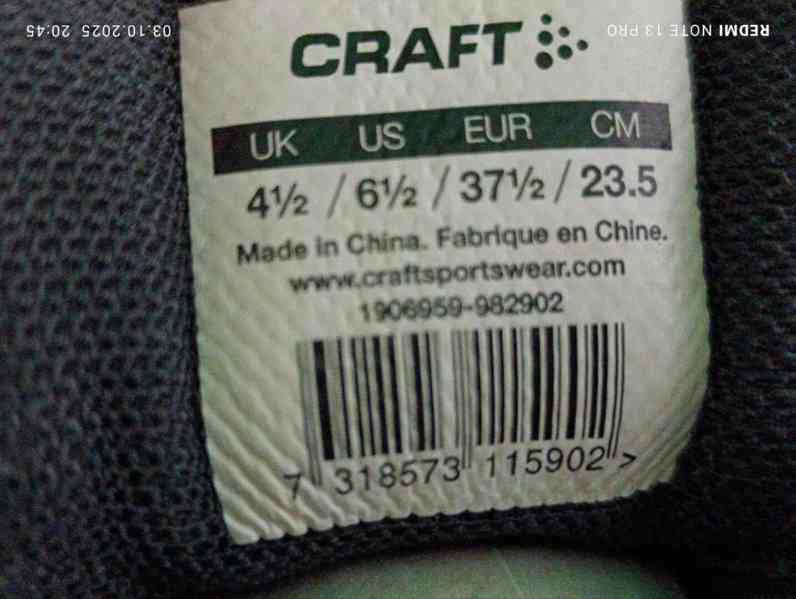 CRAFT
UK US EUR CM
4½ / 6½ / 37½ / 23.5
Made in China. Fabrique en Chine.
www.craftsportswear.com
1906959-982902
7 318573 115902 >
REDMI NOTE 13 PRO
03.10.2025 20:45